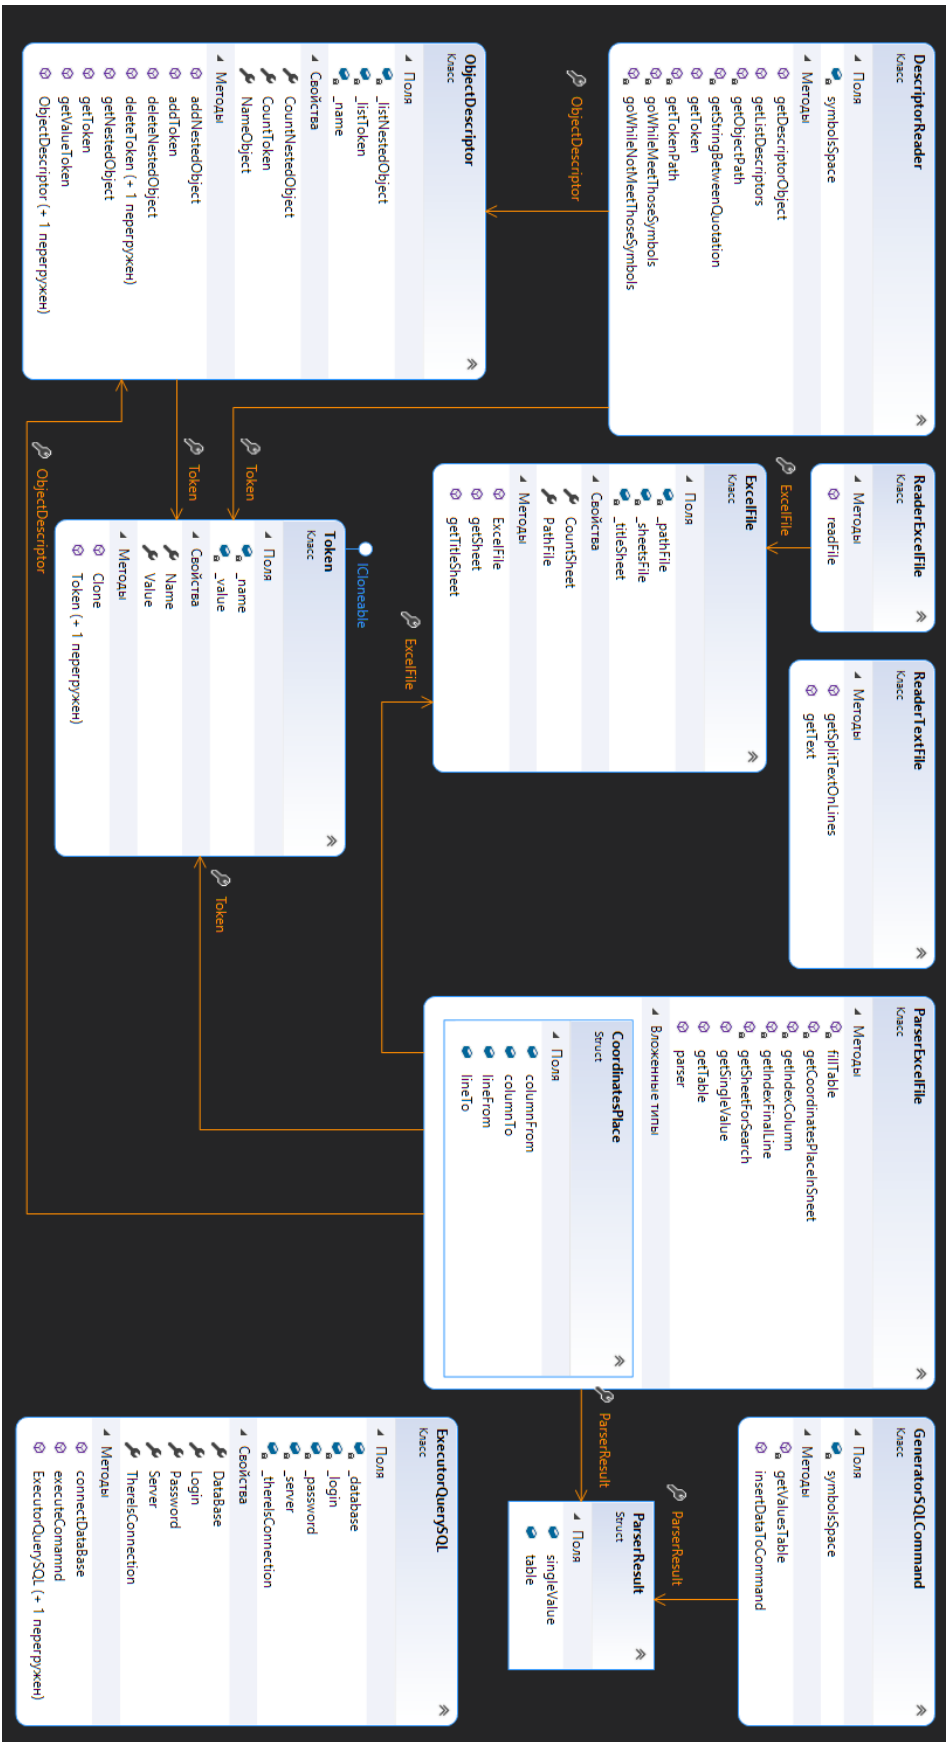 DescriptorReader
Класс
Поля
symbolsSpace
Методы
getDescriptorObject
getListDescriptors
getObjectPath
getStringBetweenQuotation
getToken
getTokenPath
goWhileMeetThoseSymbols
goWhileNotMeetThoseSymbols
ReaderExcelFile
Класс
Методы
readFile
ReaderTextFile
Класс
Методы
getSplitTextOnLines
getText
ParserExcelFile
Класс
Методы
fillTable
getCoordinatesPlaceInSneet
getIndexColumn
getIndexFinalLine
getSheetForSearch
getSingleValue
getTable
parser
Вложенные типы
CoordinatesPlace
Struct
Поля
columnFrom
columnTo
lineFrom
lineTo
GeneratorSQLCommand
Класс
Поля
symbolsSpace
Методы
getValuesTable
insertDataToCommand
ObjectDescriptor
ExcelFile
ParserResult
ParserResult
ExcelFile
Класс
Поля
_pathFile
_sheetsFile
_titleSheet
Свойства
CountSheet
PathFile
Методы
ExcelFile
getSheet
getTitleSheet
ParserResult
Struct
Поля
singleValue
table
ObjectDescriptor
Класс
Поля
_listNestedObject
_listToken
_name
Свойства
CountNestedObject
CountToken
NameObject
Методы
addNestedObject
addToken
deleteNestedObject
deleteToken (+ 1 перегружен)
getNestedObject
getToken
getValueToken
ObjectDescriptor (+ 1 перегружен)
Token
Token
ICloneable
ExcelFile
Token
Token
Класс
Поля
_name
_value
Свойства
Name
Value
Методы
Clone
Token (+ 1 перегружен)
ExecutorQuerySQL
Класс
Поля
_database
_login
_password
_server
_thereIsConnection
Свойства
DataBase
Login
Password
Server
ThereIsConnection
Методы
connectDataBase
executeComamnd
ExecutorQuerySQL (+ 1 перегружен)
ObjectDescriptor